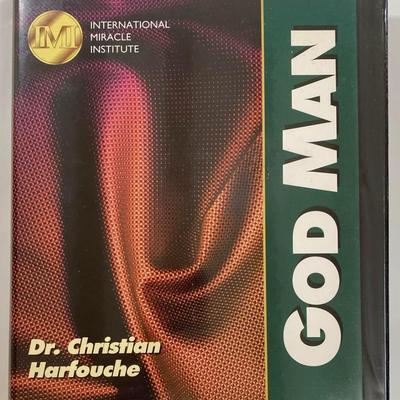 IMI
INTERNATIONAL
MIRACLE
INSTITUTE
GOD MAN
Dr. Christian
Harfouche